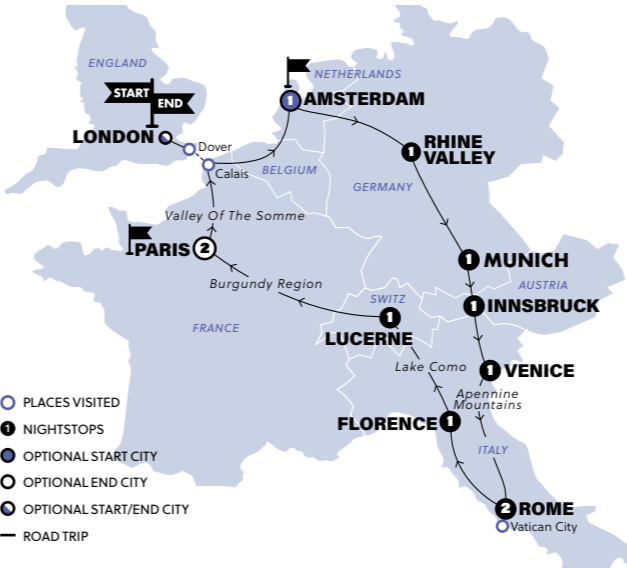 ENGLAND
START
END
LONDON
Dover
Calais
NETHERLANDS
1
AMSTERDAM
BELGIUM
1
RHINE
VALLEY
GERMANY
Valley Of The Somme
PARIS
2
Burgundy Region
FRANCE
1
MUNICH
AUSTRIA
1
INNSBRUCK
SWITZ
1
LUCERNE
Lake Como
1
VENICE
Apennine
Mountains
FLORENCE
1
ITALY
2
ROME
Vatican City
PLACES VISITED
1
NIGHTSTOPS
OPTIONAL START CITY
OPTIONAL END CITY
OPTIONAL START/END CITY
ROAD TRIP